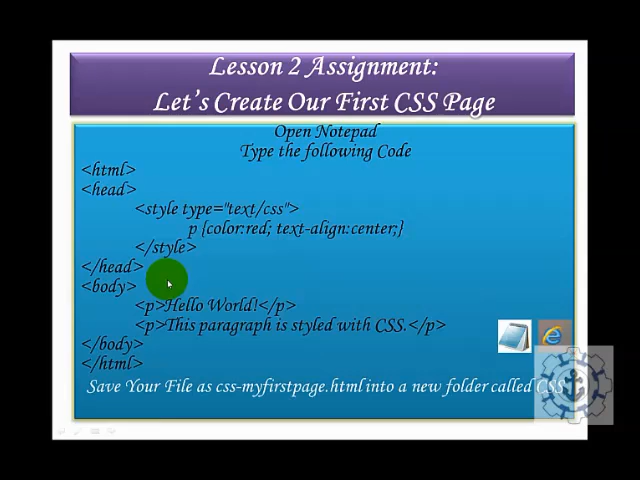 Lesson 2 Assignment:
Let's Create Our First CSS Page
Open Notepad
Type the following Code
<html>
<head>
<style type="text/css">
p {color:red; text-align:center;}
</style>
</head>
<body>
<p>Hello World!</p>
<p>This paragraph is styled with CSS.</p>
</body>
</html>
Save Your File as css-myfirstpage.html into a new folder called CSS